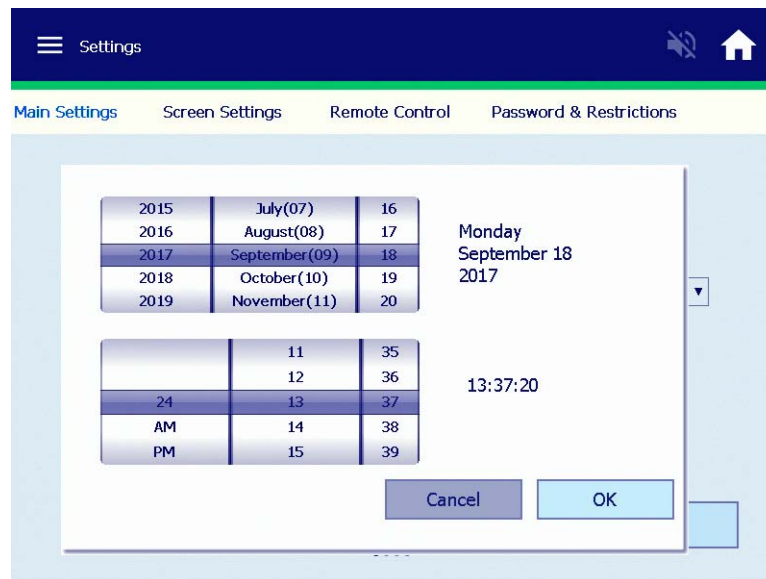 Settings
Main Settings Screen Settings Remote Control Password & Restrictions
2015 July(07) 16
2016 August(08) 17
2017 September(09) 18
2018 October(10) 19
2019 November(11) 20
Monday
September 18
2017
11 35
12 36
24 13 37
AM 14 38
PM 15 39
13:37:20
Cancel OK